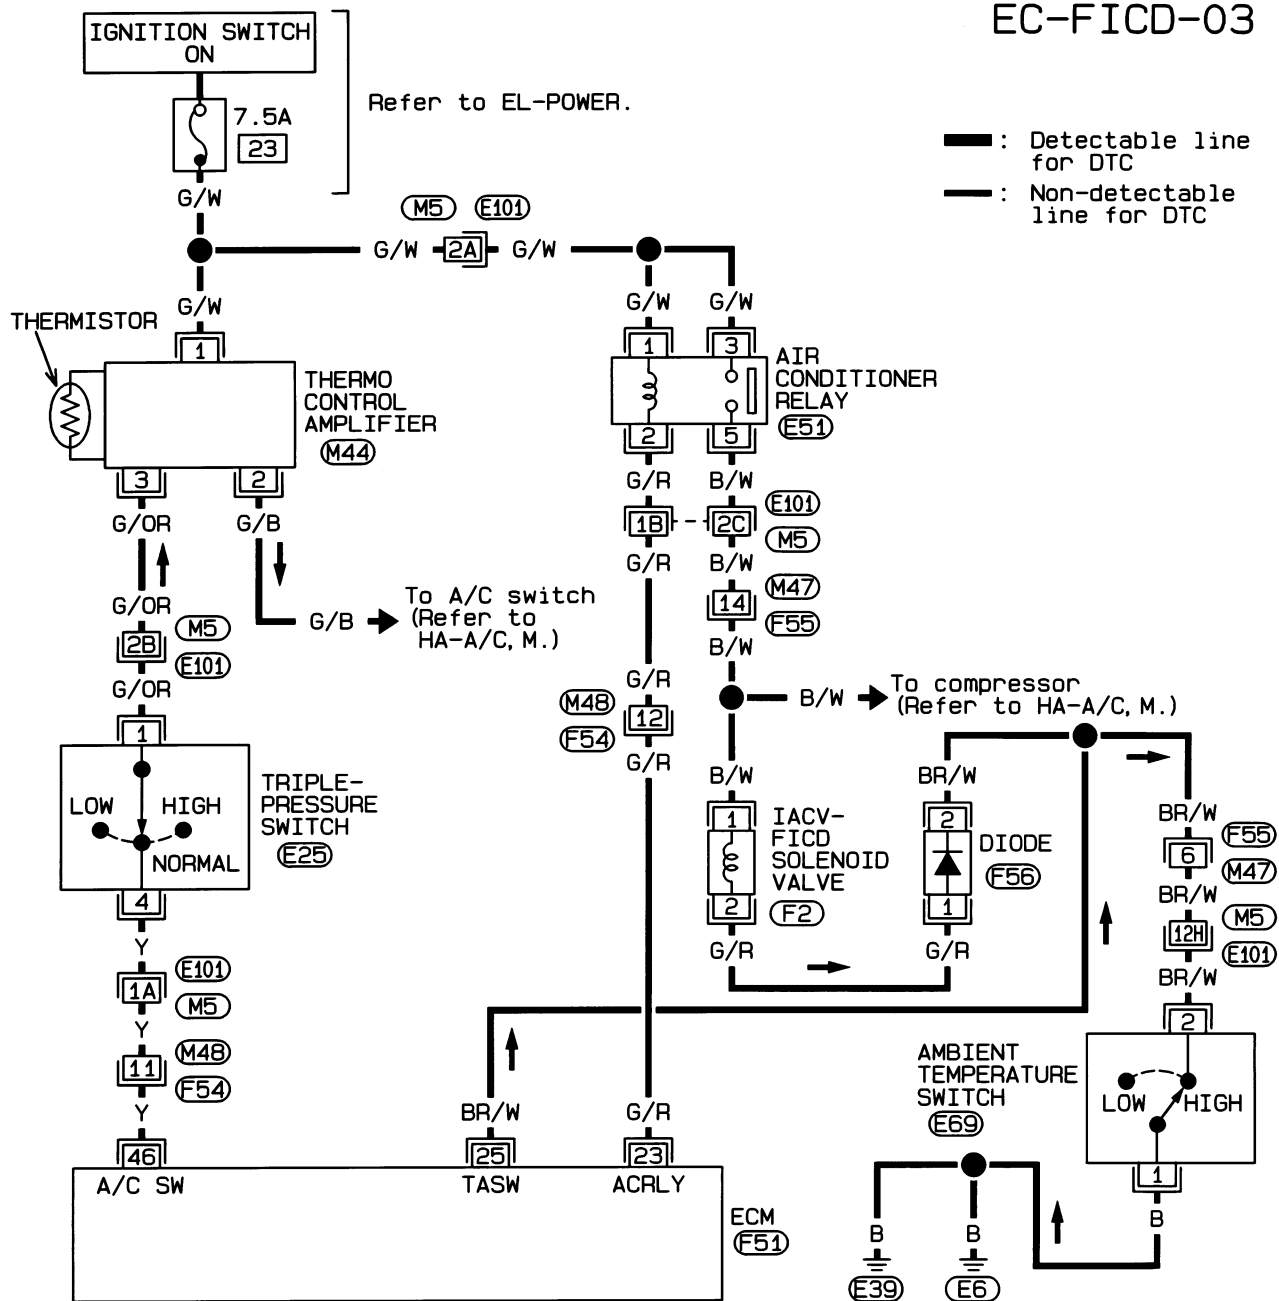 EC-FICD-03
IGNITION SWITCH
ON
Refer to EL-POWER.
7.5A
23
: Detectable line
for DTC
: Non-detectable
line for DTC
G/W
M5 E101
G/W 2A G/W
G/W
G/W G/W
THERMISTOR
1
1 3
THERMO
CONTROL
AMPLIFIER
M44
AIR
CONDITIONER
RELAY
E51
2 5
3 2
G/R B/W
G/OR G/B
1B 2C
E101
M5
G/R B/W
G/OR
2B
M5
E101
G/OR
G/B
To A/C switch
(Refer to
HA-A/C, M.)
14
M47
F55
B/W
G/R
M48
12
F54
G/R
B/W
To compressor
(Refer to HA-A/C, M.)
1
TRIPLE-
PRESSURE
SWITCH
E25
LOW HIGH
NORMAL
4
B/W
1
IACV-
FICD
SOLENOID
VALVE
F2
2
G/R
BR/W
2
DIODE
F56
1
G/R
BR/W
6
F55
M47
BR/W
12H
M5
E101
BR/W
2
Y
1A
E101
M5
Y
11
M48
F54
Y
AMBIENT
TEMPERATURE
SWITCH
E69
LOW HIGH
1
B
BR/W G/R
46 25 23
A/C SW TASW ACRLY
ECM
F51
B B
E39 E6